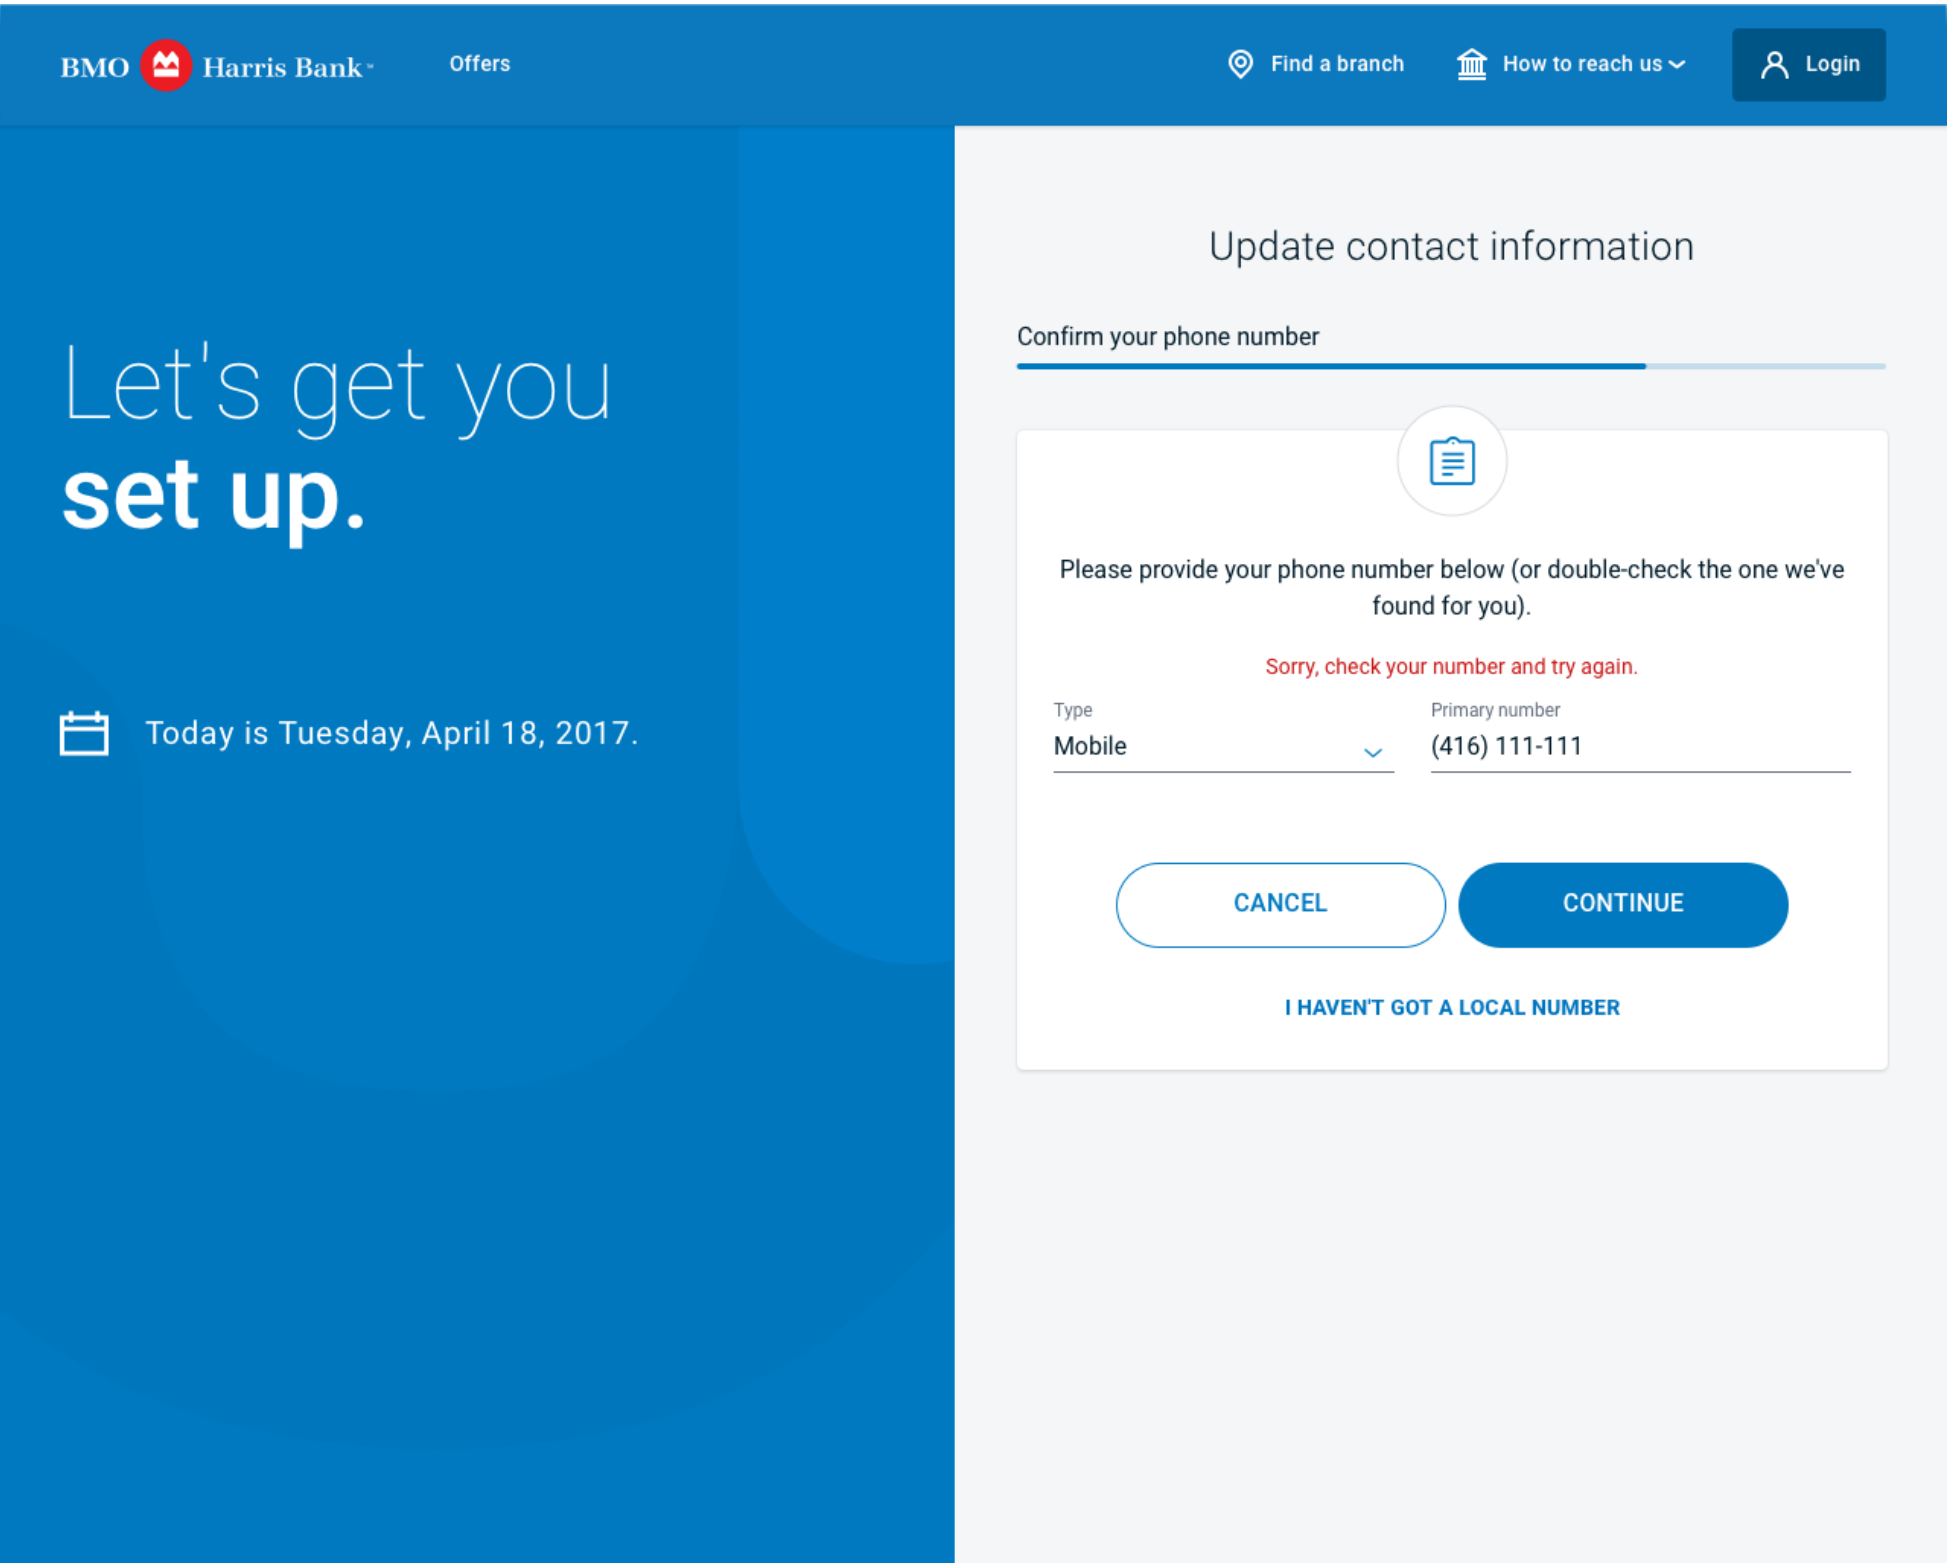 BMO Harris Bank
Offers
Find a branch
How to reach us
Login
Let's get you
set up.
Today is Tuesday, April 18, 2017.
Update contact information
Confirm your phone number
Please provide your phone number below (or double-check the one we've
found for you).
Sorry, check your number and try again.
Type
Mobile
Primary number
(416) 111-111
CANCEL
CONTINUE
I HAVEN'T GOT A LOCAL NUMBER